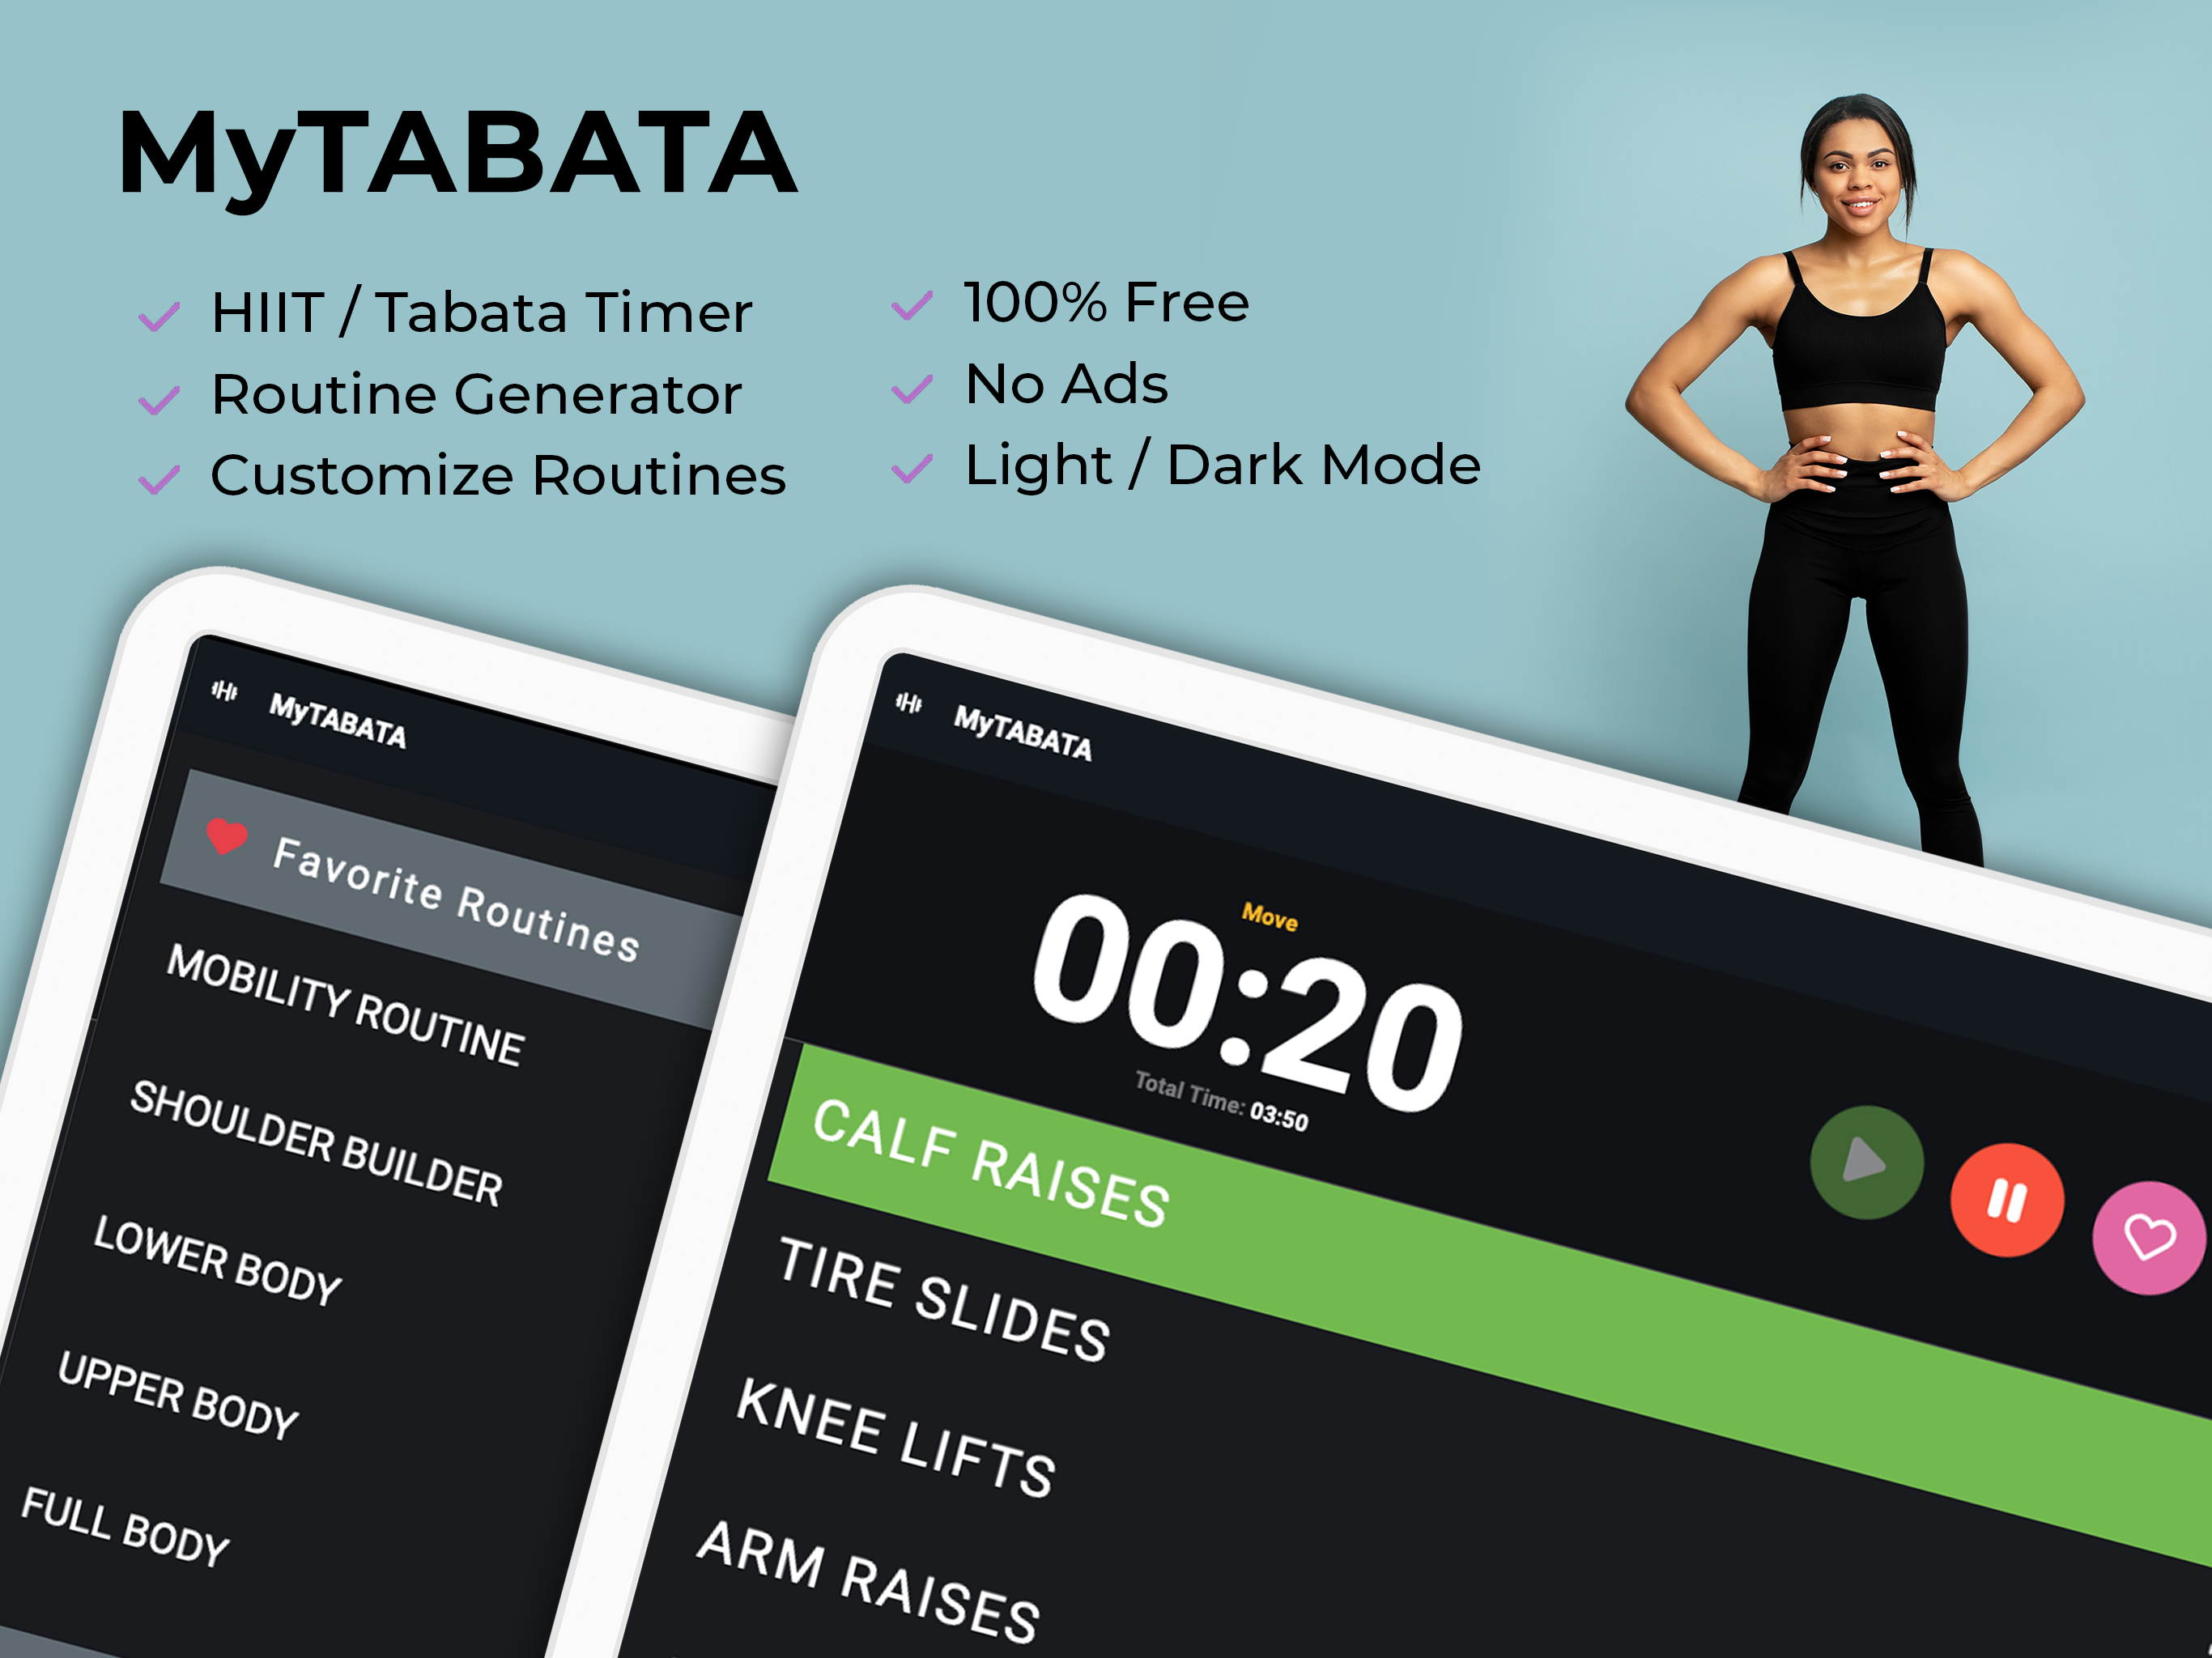 MyTABATA
HIIT / Tabata Timer
Routine Generator
Customize Routines
100% Free
No Ads
Light / Dark Mode
MyTABATA
Favorite Routines
MOBILITY ROUTINE
SHOULDER BUILDER
LOWER BODY
UPPER BODY
FULL BODY
MyTABATA
Move
00:20
Total Time: 03:50
CALF RAISES
TIRE SLIDES
KNEE LIFTS
ARM RAISES